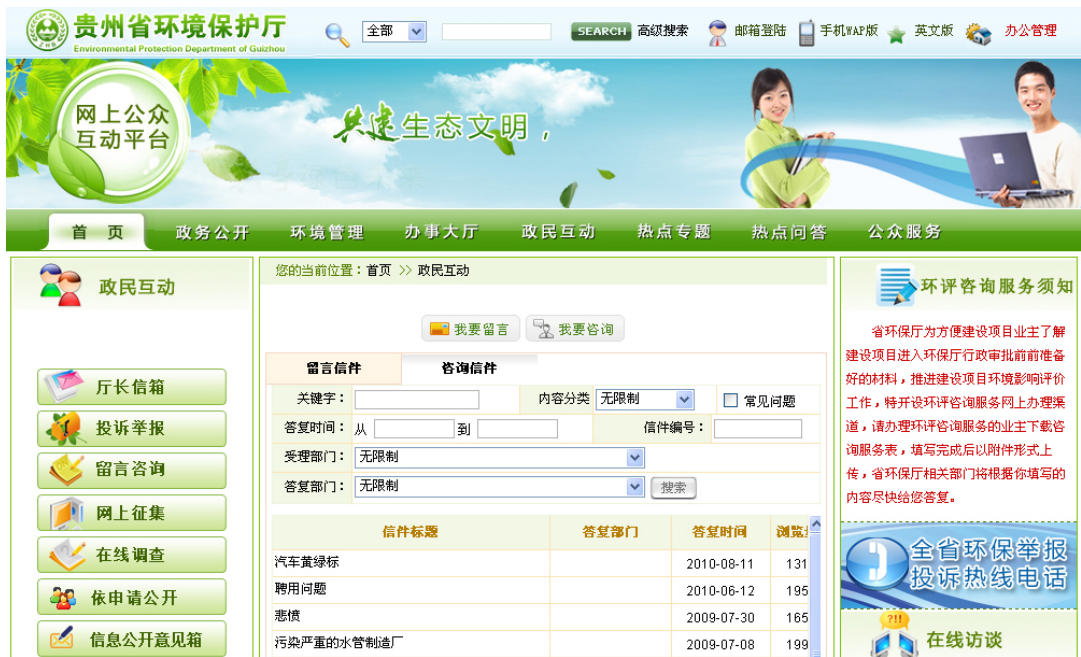 贵州省环境保护厅
Environmental Protection Department of Guizhou
全部
SEARCH 高级搜索 邮箱登陆 手机WAP版 英文版 办公管理
网上公众
互动平台
共建生态文明，
首 页 政务公开 环境管理 办事大厅 政民互动 热点专题 热点问答 公众服务
政民互动
厅长信箱
投诉举报
留言咨询
网上征集
在线调查
依申请公开
信息公开意见箱
您的当前位置：首页 >> 政民互动
我要留言 我要咨询
留言信件 咨询信件
关键字： 内容分类 无限制 常见问题
答复时间：从 到 信件编号：
受理部门： 无限制
答复部门： 无限制 搜索
信件标题 答复部门 答复时间 浏览
汽车黄绿标 2010-08-11 131
聘用问题 2010-06-12 195
悲愤 2009-07-30 165
污染严重的水管制造厂 2009-07-08 199
环评咨询服务须知
省环保厅为方便建设项目业主了解
建设项目进入环保厅行政审批前前准备
好的材料，推进建设项目环境影响评价
工作，特开设环评咨询服务网上办理渠
道，请办理环评咨询服务的业主下载咨
询服务表，填写完成后以附件形式上
传，省环保厅相关部门将根据你填写的
内容尽快给您答复。
全省环保举报
投诉热线电话
?!!
在线访谈